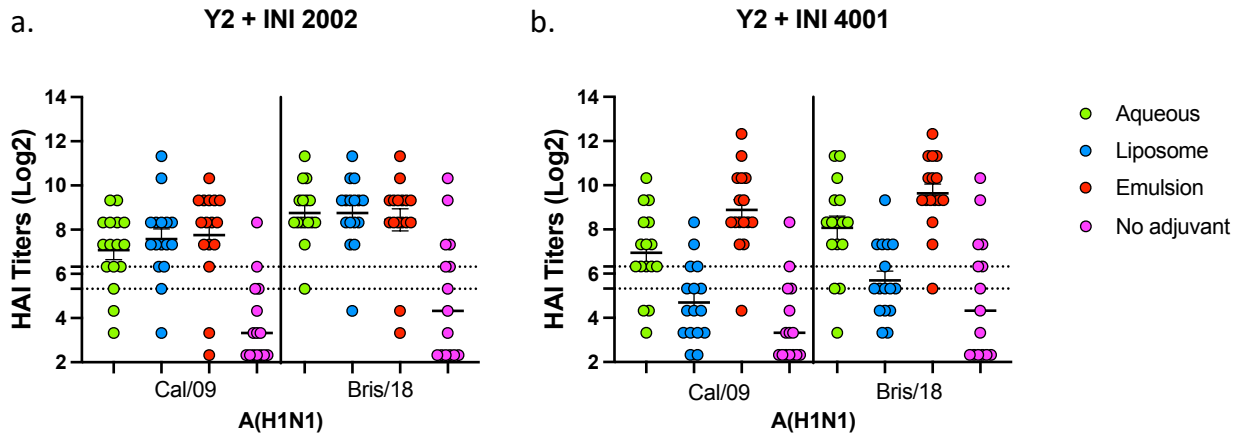 a.
Y2 + INI 2002
HAI Titers (Log2)
14
12
10
8
6
4
2
Cal/09
Bris/18
A(H1N1)
b.
Y2 + INI 4001
HAI Titers (Log2)
14
12
10
8
6
4
2
Cal/09
Bris/18
A(H1N1)
Aqueous
Liposome
Emulsion
No adjuvant